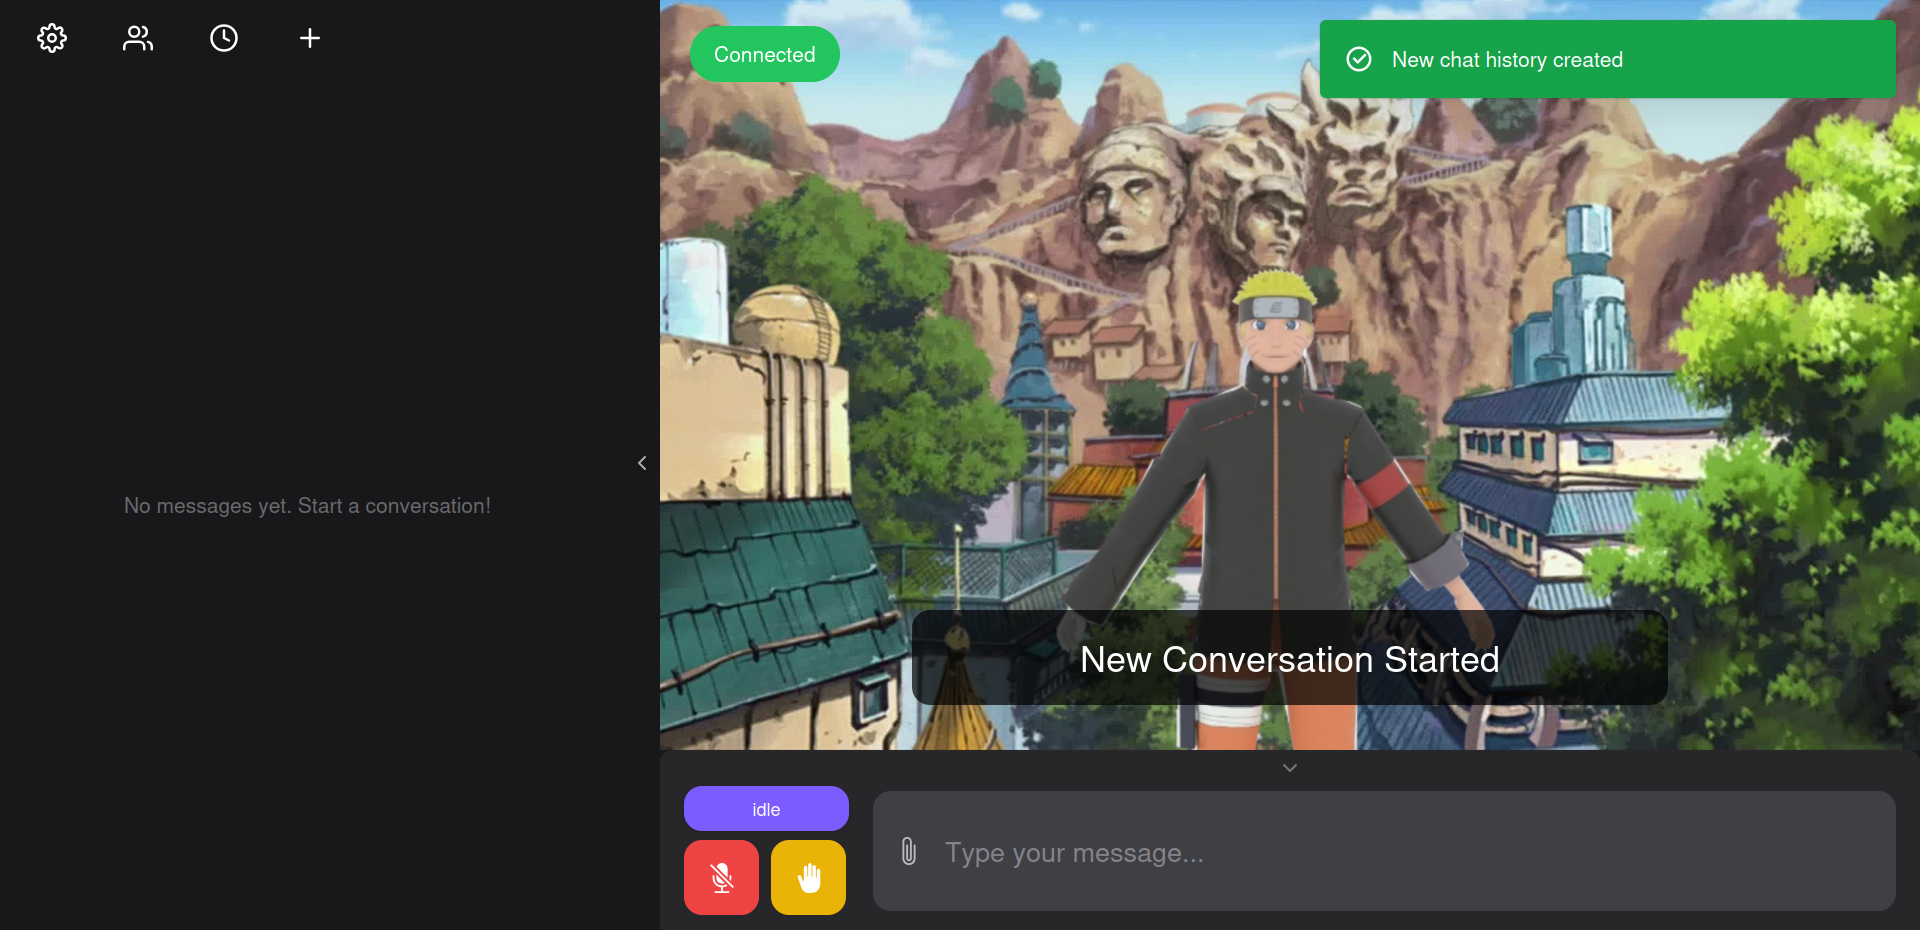 Connected
New chat history created
No messages yet. Start a conversation!
New Conversation Started
idle
Type your message...